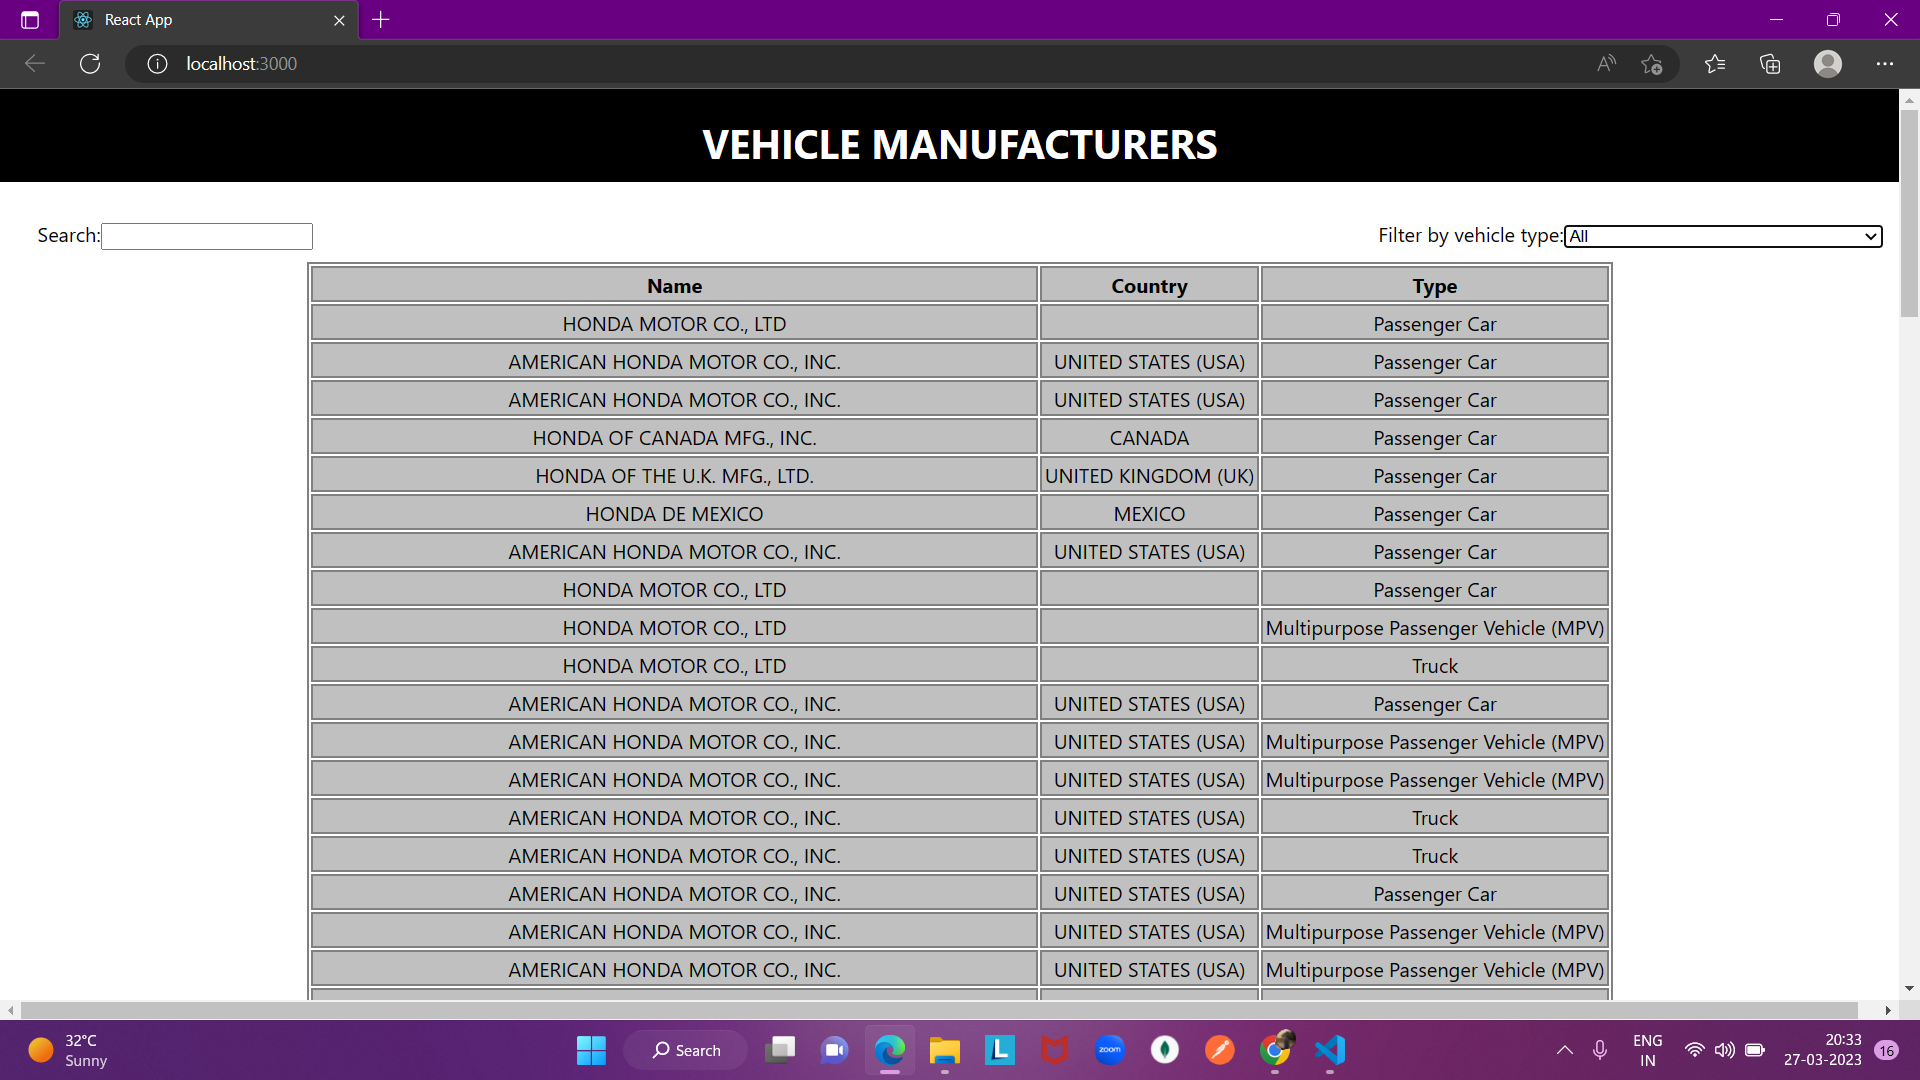 React App
localhost:3000
VEHICLE MANUFACTURERS
Search:
Filter by vehicle type: All
Name Country Type
HONDA MOTOR CO., LTD Passenger Car
AMERICAN HONDA MOTOR CO., INC. UNITED STATES (USA) Passenger Car
AMERICAN HONDA MOTOR CO., INC. UNITED STATES (USA) Passenger Car
HONDA OF CANADA MFG., INC. CANADA Passenger Car
HONDA OF THE U.K. MFG., LTD. UNITED KINGDOM (UK) Passenger Car
HONDA DE MEXICO MEXICO Passenger Car
AMERICAN HONDA MOTOR CO., INC. UNITED STATES (USA) Passenger Car
HONDA MOTOR CO., LTD Passenger Car
HONDA MOTOR CO., LTD Multipurpose Passenger Vehicle (MPV)
HONDA MOTOR CO., LTD Truck
AMERICAN HONDA MOTOR CO., INC. UNITED STATES (USA) Passenger Car
AMERICAN HONDA MOTOR CO., INC. UNITED STATES (USA) Multipurpose Passenger Vehicle (MPV)
AMERICAN HONDA MOTOR CO., INC. UNITED STATES (USA) Multipurpose Passenger Vehicle (MPV)
AMERICAN HONDA MOTOR CO., INC. UNITED STATES (USA) Truck
AMERICAN HONDA MOTOR CO., INC. UNITED STATES (USA) Truck
AMERICAN HONDA MOTOR CO., INC. UNITED STATES (USA) Passenger Car
AMERICAN HONDA MOTOR CO., INC. UNITED STATES (USA) Multipurpose Passenger Vehicle (MPV)
AMERICAN HONDA MOTOR CO., INC. UNITED STATES (USA) Multipurpose Passenger Vehicle (MPV)
32°C
Sunny
Search
L
zoom
ENG
IN
20:33
27-03-2023
16